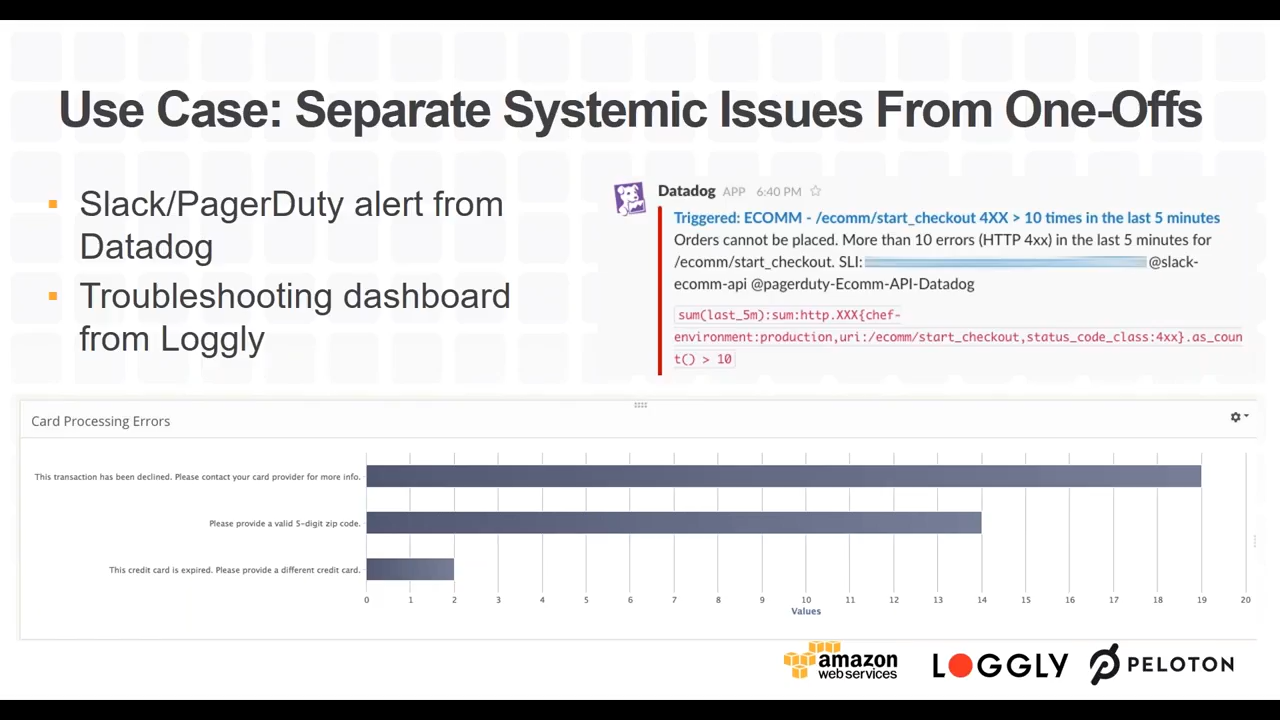 Use Case: Separate Systemic Issues From One-Offs
▪ Slack/PagerDuty alert from
Datadog
▪ Troubleshooting dashboard
from Loggly
Datadog APP 6:40 PM ☆
Triggered: ECOMM - /ecomm/start_checkout 4XX > 10 times in the last 5 minutes
Orders cannot be placed. More than 10 errors (HTTP 4xx) in the last 5 minutes for
/ecomm/start_checkout. SLI: @slack-
ecomm-api @pagerduty-Ecomm-API-Datadog
sum(last_5m):sum:http.XXX{chef-
environment:production,uri:/ecomm/start_checkout,status_code_class:4xx}.as_coun
t() > 10
Card Processing Errors
This transaction has been declined. Please contact your card provider for more info.
Please provide a valid 5-digit zip code.
This credit card is expired. Please provide a different credit card.
0 1 2 3 4 5 6 7 8 9 10 11 12 13 14 15 16 17 18 19 20
Values
amazon
web services
LOGGLY
PELOTON